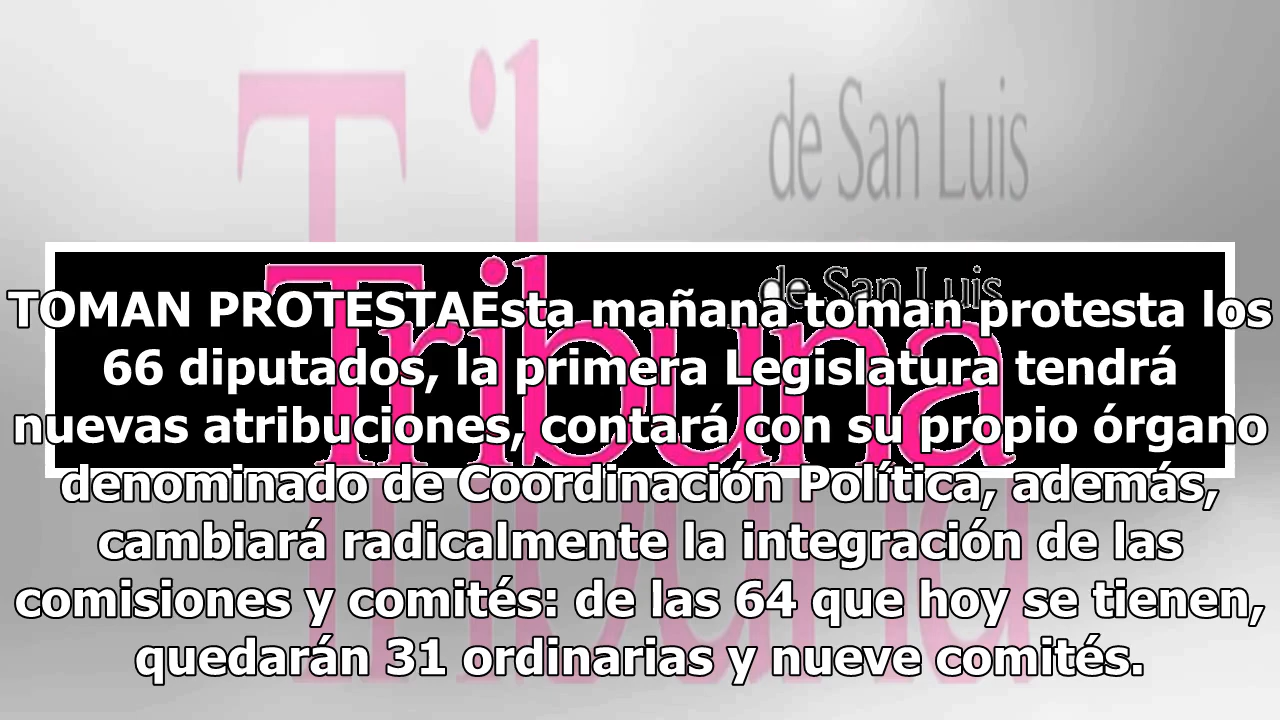 de San Luis
Tribuna
de San Luis
TOMAN PROTESTAEsta mañana toman protesta los
66 diputados, la primera Legislatura tendrá
nuevas atribuciones, contará con su propio órgano
denominado de Coordinación Política, además,
cambiará radicalmente la integración de las
comisiones y comités: de las 64 que hoy se tienen,
quedarán 31 ordinarias y nueve comités.